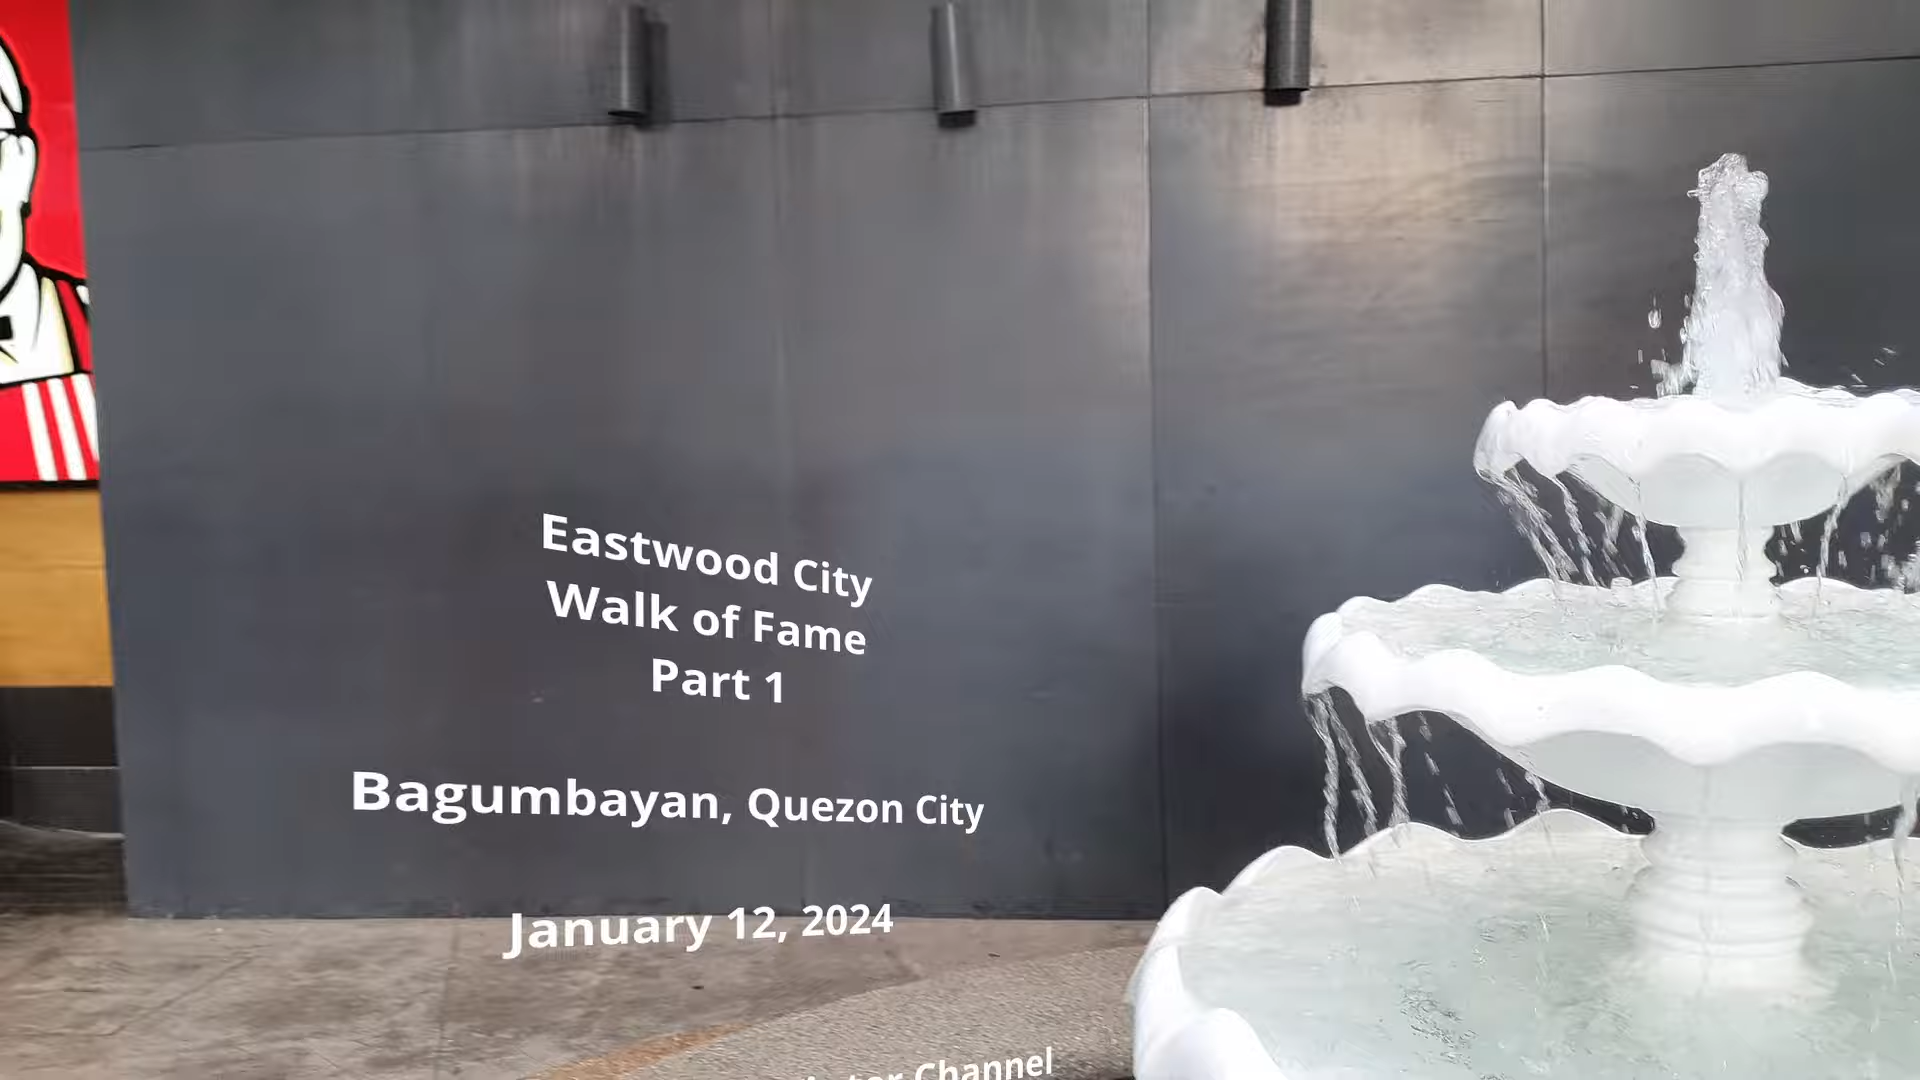 Eastwood City
Walk of Fame
Part 1
Bagumbayan, Quezon City
January 12, 2024
Channel